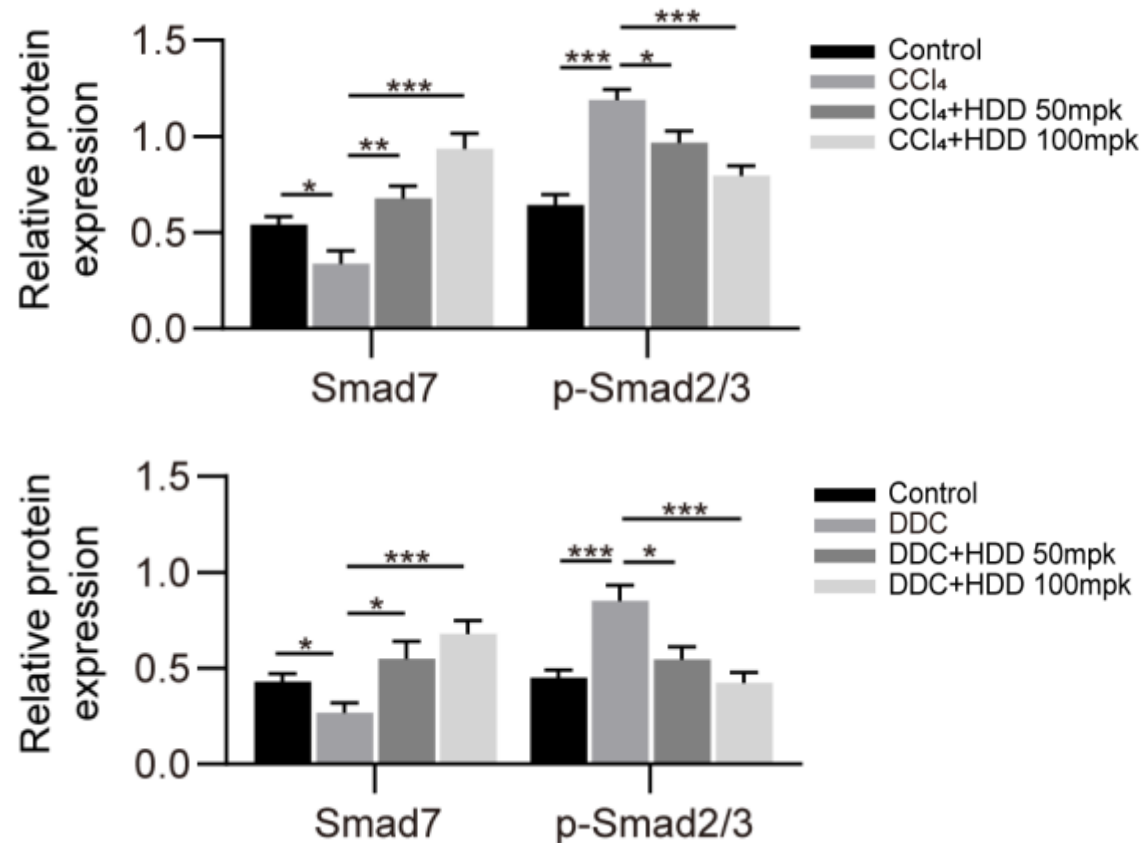 Relative protein
expression
1.5
1.0
0.5
0.0
*
**
***
***
*
***
Smad7
p-Smad2/3
Control
CCl₄
CCl₄+HDD 50mpk
CCl₄+HDD 100mpk
Relative protein
expression
1.5
1.0
0.5
0.0
*
*
***
***
*
***
Smad7
p-Smad2/3
Control
DDC
DDC+HDD 50mpk
DDC+HDD 100mpk